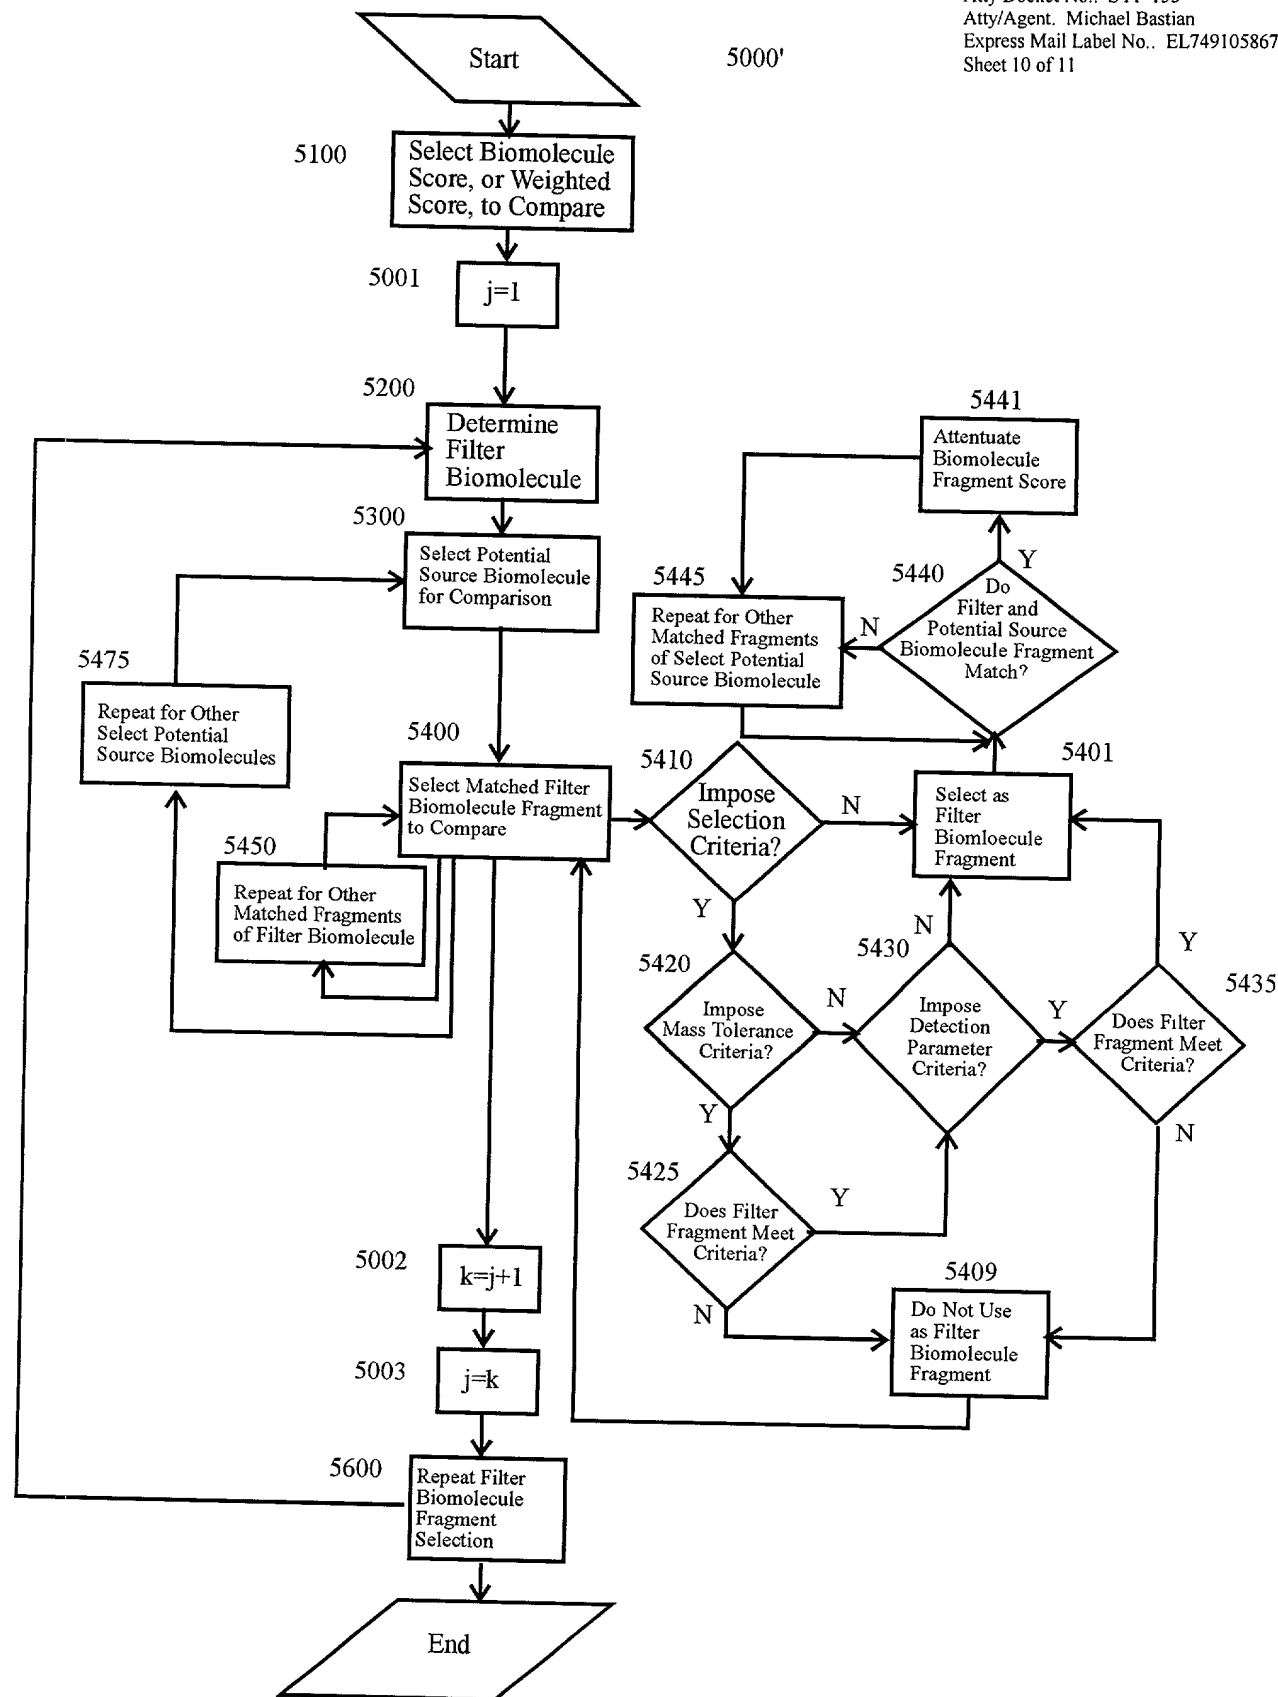 Atty/Agent. Michael Bastian
Express Mail Label No.. EL749105867
Sheet 10 of 11
Start
5000'
5100
Select Biomolecule
Score, or Weighted
Score, to Compare
5001
j=1
5200
Determine
Filter
Biomolecule
5300
Select Potential
Source Biomolecule
for Comparison
5475
Repeat for Other
Select Potential
Source Biomolecules
5400
Select Matched Filter
Biomolecule Fragment
to Compare
5450
Repeat for Other
Matched Fragments
of Filter Biomolecule
5441
Attentuate
Biomolecule
Fragment Score
5445
Repeat for Other
Matched Fragments
of Select Potential
Source Biomolecule
5440
Y
N
Do
Filter and
Potential Source
Biomolecule Fragment
Match?
5410
Impose
Selection
Criteria?
N
Y
5401
Select as
Filter
Biomloecule
Fragment
5420
Impose
Mass Tolerance
Criteria?
N
Y
5430
N
Impose
Detection
Parameter
Criteria?
Y
5435
Y
Does Filter
Fragment Meet
Criteria?
N
5425
Does Filter
Fragment Meet
Criteria?
Y
N
5409
Do Not Use
as Filter
Biomolecule
Fragment
5002
k=j+1
5003
j=k
5600
Repeat Filter
Biomolecule
Fragment
Selection
End